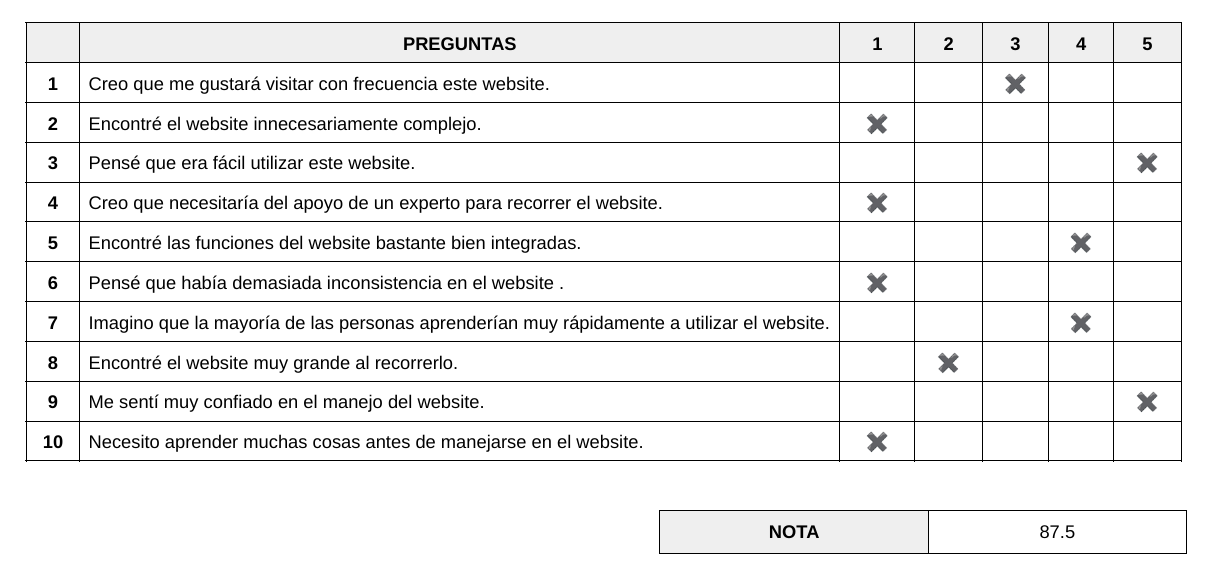 PREGUNTAS 1 2 3 4 5
1 Creo que me gustará visitar con frecuencia este website. ✖
2 Encontré el website innecesariamente complejo. ✖
3 Pensé que era fácil utilizar este website. ✖
4 Creo que necesitaría del apoyo de un experto para recorrer el website. ✖
5 Encontré las funciones del website bastante bien integradas. ✖
6 Pensé que había demasiada inconsistencia en el website . ✖
7 Imagino que la mayoría de las personas aprenderían muy rápidamente a utilizar el website. ✖
8 Encontré el website muy grande al recorrerlo. ✖
9 Me sentí muy confiado en el manejo del website. ✖
10 Necesito aprender muchas cosas antes de manejarse en el website. ✖
NOTA 87.5